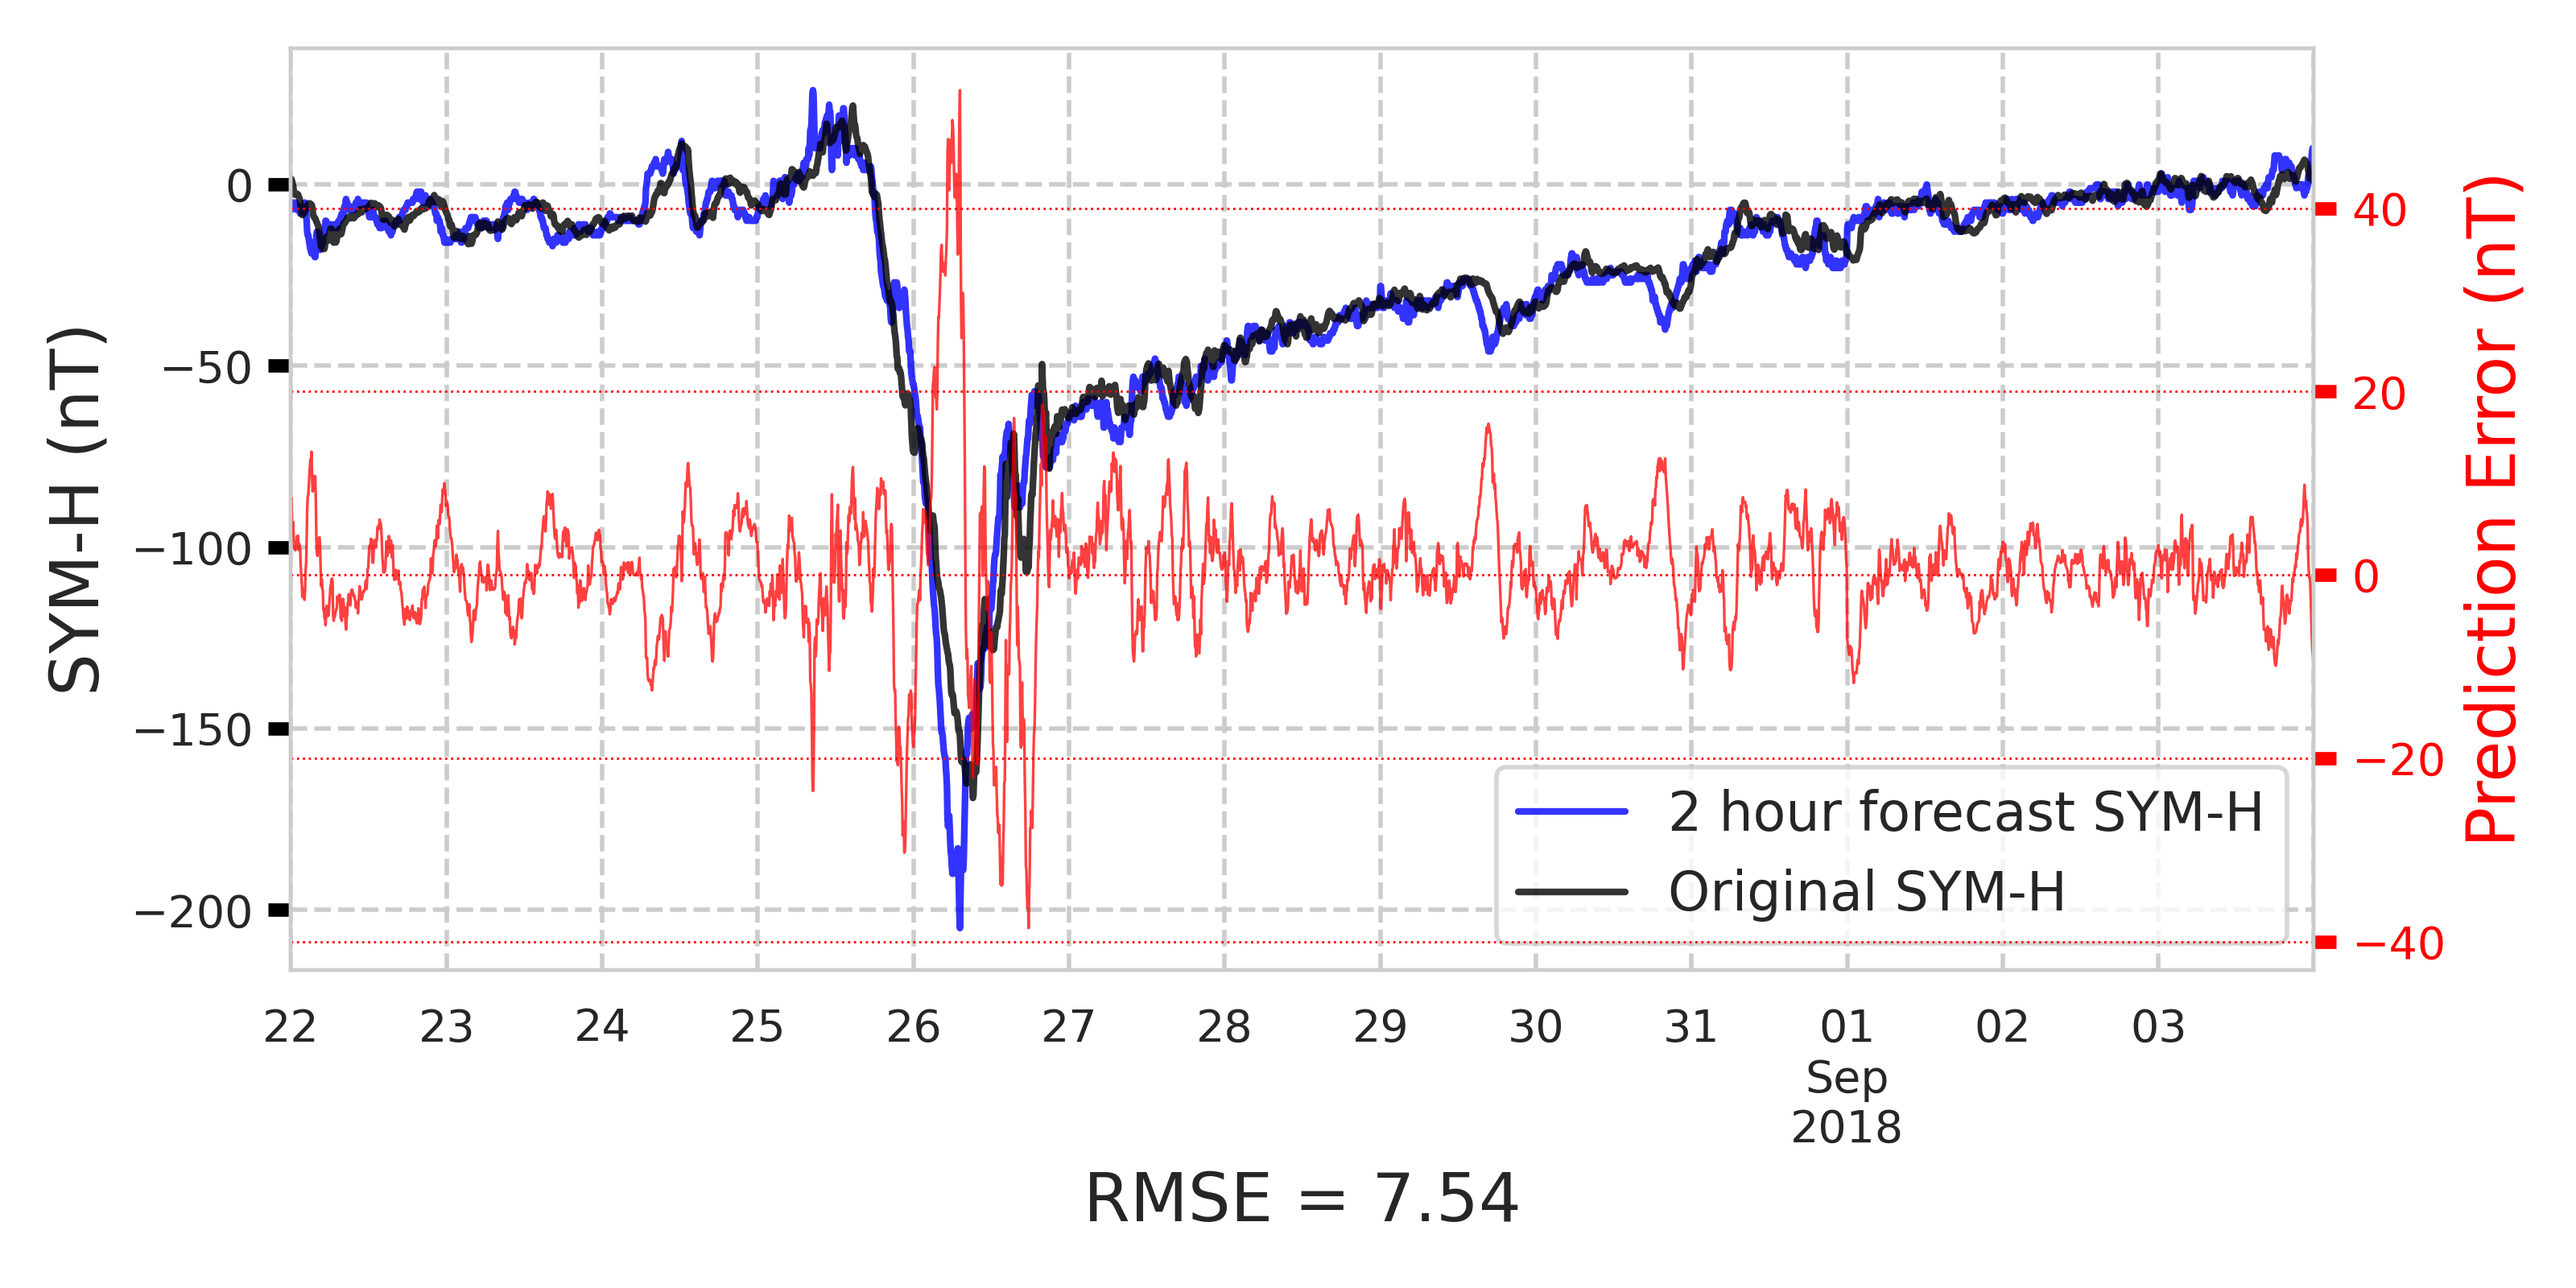 SYM-H (nT)
0
−50
−100
−150
−200
40
20
0
−20
−40
Prediction Error (nT)
2 hour forecast SYM-H
Original SYM-H
22 23 24 25 26 27 28 29 30 31 01 02 03
Sep
2018
RMSE = 7.54